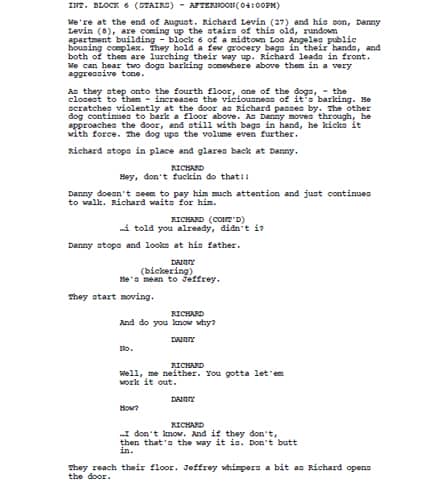 INT. BLOCK 6 (STAIRS) - AFTERNOON(04:00PM)
We're at the end of August. Richard Levin (27) and his son, Danny
Levin (8), are coming up the stairs of this old, rundown
apartment building - block 6 of a midtown Los Angeles public
housing complex. They hold a few grocery bags in their hands, and
both of them are lurching their way up. Richard leads in front.
We can hear two dogs barking somewhere above them in a very
aggressive tone.
As they step onto the fourth floor, one of the dogs, - the
closest to them - increases the viciousness of it's barking. He
scratches violently at the door as Richard passes by. The other
dog continues to bark a floor above. As Danny moves through, he
approaches the door, and still with bags in hand, he kicks it
with force. The dog ups the volume even further.
Richard stops in place and glares back at Danny.
RICHARD
Hey, don't fuckin do that!!
Danny doesn't seem to pay him much attention and just continues
to walk. Richard waits for him.
RICHARD (CONT'D)
…i told you already, didn't i?
Danny stops and looks at his father.
DANNY
(bickering)
He's mean to Jeffrey.
They start moving.
RICHARD
And do you know why?
DANNY
No.
RICHARD
Well, me neither. You gotta let'em
work it out.
DANNY
How?
RICHARD
…I don't know. And if they don't,
then that's the way it is. Don't butt
in.
They reach their floor. Jeffrey whimpers a bit as Richard opens
the door.